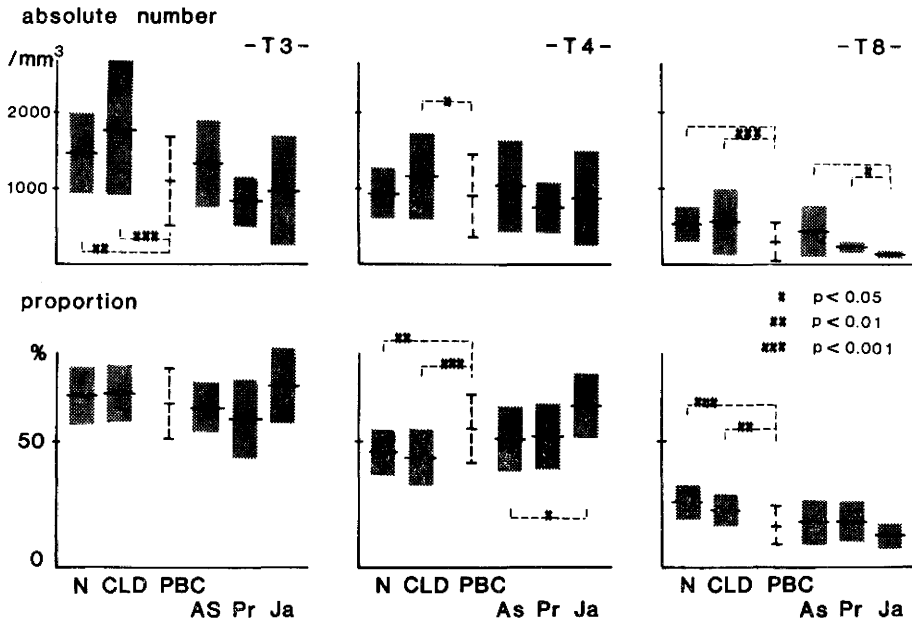 absolute number
/mm3 -T3- -T4- -T8-
2000
1000
** *** * *** *
proportion
* p<0.05
** p<0.01
*** p<0.001
%
50
0
** *** * *** **
N CLD PBC N CLD PBC N CLD PBC
AS Pr Ja As Pr Ja As Pr Ja